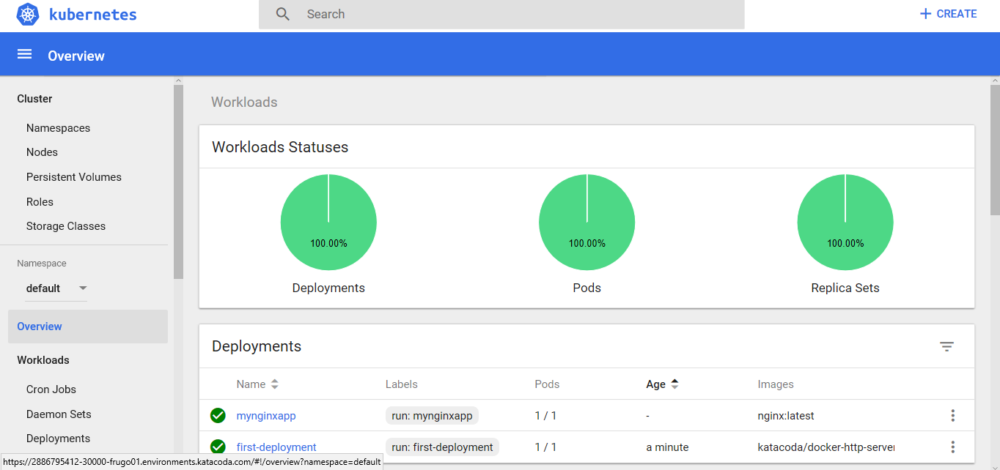 kubernetes
Search
CREATE
Overview
Cluster
Namespaces
Nodes
Persistent Volumes
Roles
Storage Classes
Namespace
default
Overview
Workloads
Cron Jobs
Daemon Sets
Deployments
Workloads
Workloads Statuses
100.00% 100.00% 100.00%
Deployments Pods Replica Sets
Deployments
Name Labels Pods Age Images
mynginxapp run: mynginxapp 1 / 1 - nginx:latest
first-deployment run: first-deployment 1 / 1 a minute katacoda/docker-http-server
https://2886795412-30000-frugo01.environments.katacoda.com/#!/overview?namespace=default